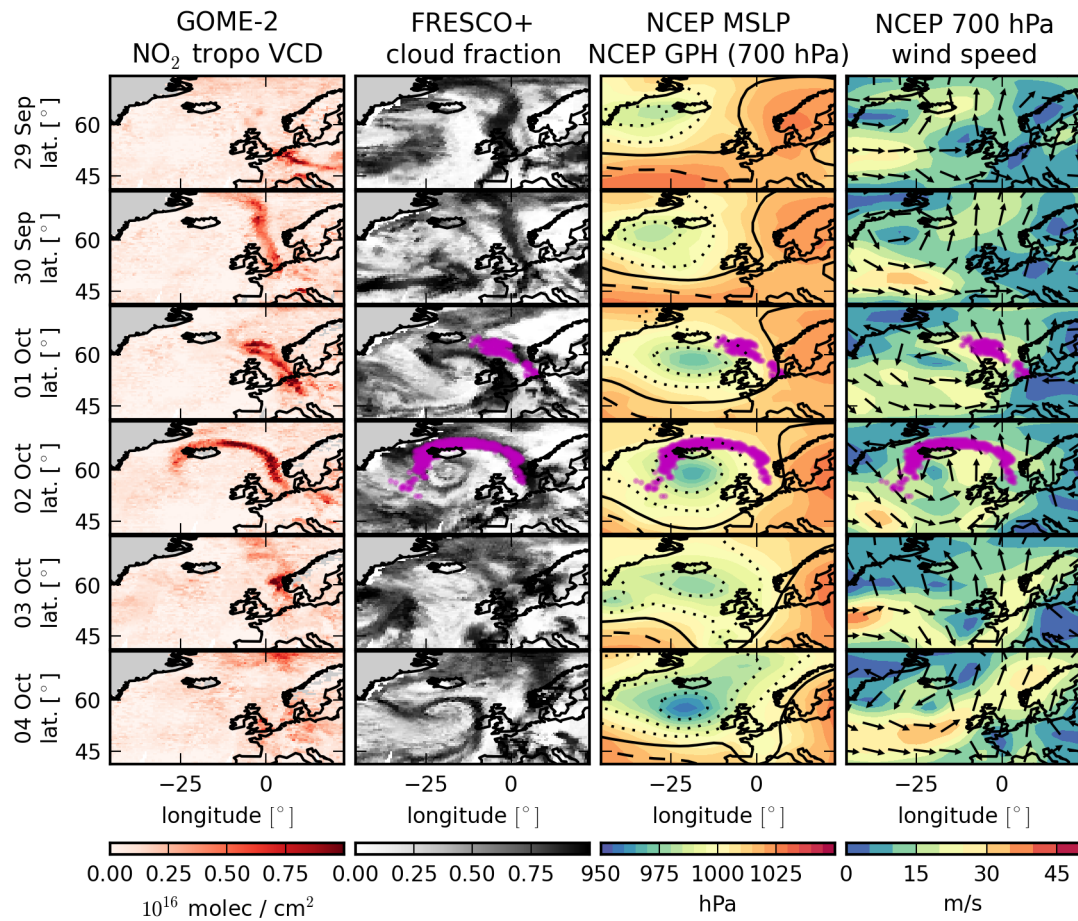 GOME-2
NO₂ tropo VCD
FRESCO+
cloud fraction
NCEP MSLP
NCEP GPH (700 hPa)
NCEP 700 hPa
wind speed
29 Sep
lat. [°]
60
45
30 Sep
lat. [°]
60
45
01 Oct
lat. [°]
60
45
02 Oct
lat. [°]
60
45
03 Oct
lat. [°]
60
45
04 Oct
lat. [°]
60
45
−25 0
−25 0
−25 0
−25 0
longitude [°]
longitude [°]
longitude [°]
longitude [°]
0.00 0.25 0.50 0.75
10¹⁶ molec / cm²
0.00 0.25 0.50 0.75
950 975 1000 1025
hPa
0 15 30 45
m/s